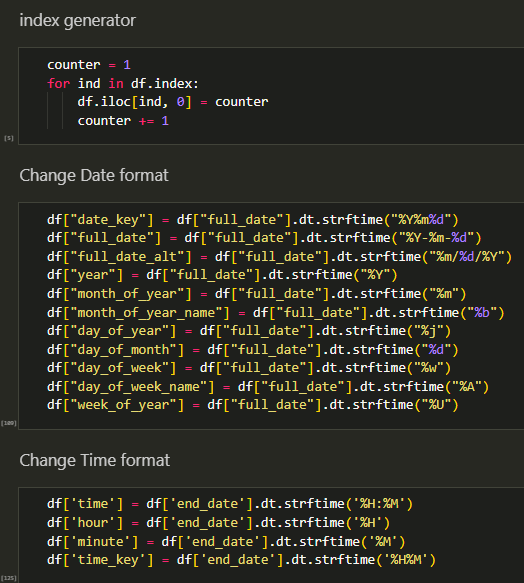 index generator
counter = 1
for ind in df.index:
df.iloc[ind, 0] = counter
counter += 1
[5]
Change Date format
df["date_key"] = df["full_date"].dt.strftime("%Y%m%d")
df["full_date"] = df["full_date"].dt.strftime("%Y-%m-%d")
df["full_date_alt"] = df["full_date"].dt.strftime("%m/%d/%Y")
df["year"] = df["full_date"].dt.strftime("%Y")
df["month_of_year"] = df["full_date"].dt.strftime("%m")
df["month_of_year_name"] = df["full_date"].dt.strftime("%b")
df["day_of_year"] = df["full_date"].dt.strftime("%j")
df["day_of_month"] = df["full_date"].dt.strftime("%d")
df["day_of_week"] = df["full_date"].dt.strftime("%w")
df["day_of_week_name"] = df["full_date"].dt.strftime("%A")
df["week_of_year"] = df["full_date"].dt.strftime("%U")
[109]
Change Time format
df['time'] = df['end_date'].dt.strftime('%H:%M')
df['hour'] = df['end_date'].dt.strftime('%H')
df['minute'] = df['end_date'].dt.strftime('%M')
df['time_key'] = df['end_date'].dt.strftime('%H%M')
[125]